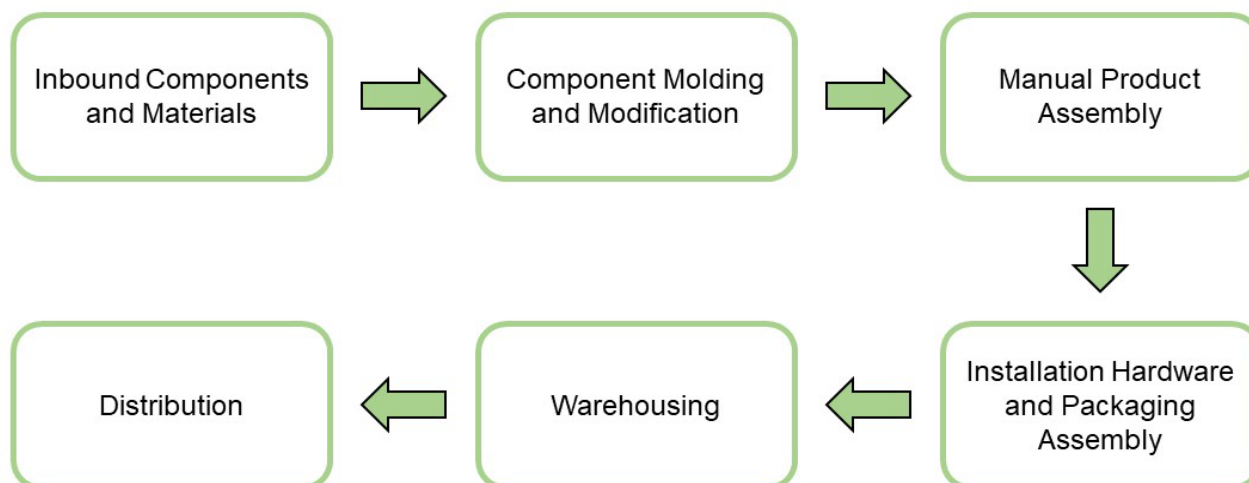 Inbound Components
and Materials
Component Molding
and Modification
Manual Product
Assembly
Installation Hardware
and Packaging
Assembly
Warehousing
Distribution